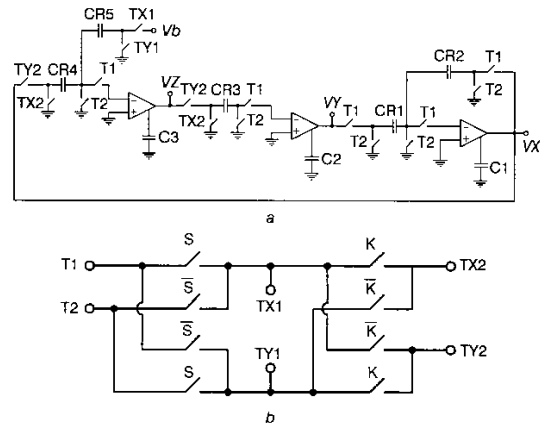 CR5 TX1
Vb
TY1
TY2 CR4 T1
TX2 T2
C3
VZ TY2 CR3 T1
TX2 T2
C2
VY
T1 CR1 T1
T2 T2
CR2 T1
T2
C1
VX
a
T1 S K TX2
T2 S̅ TX1 K̅
S̅ TY1 K̅ TY2
S K
b